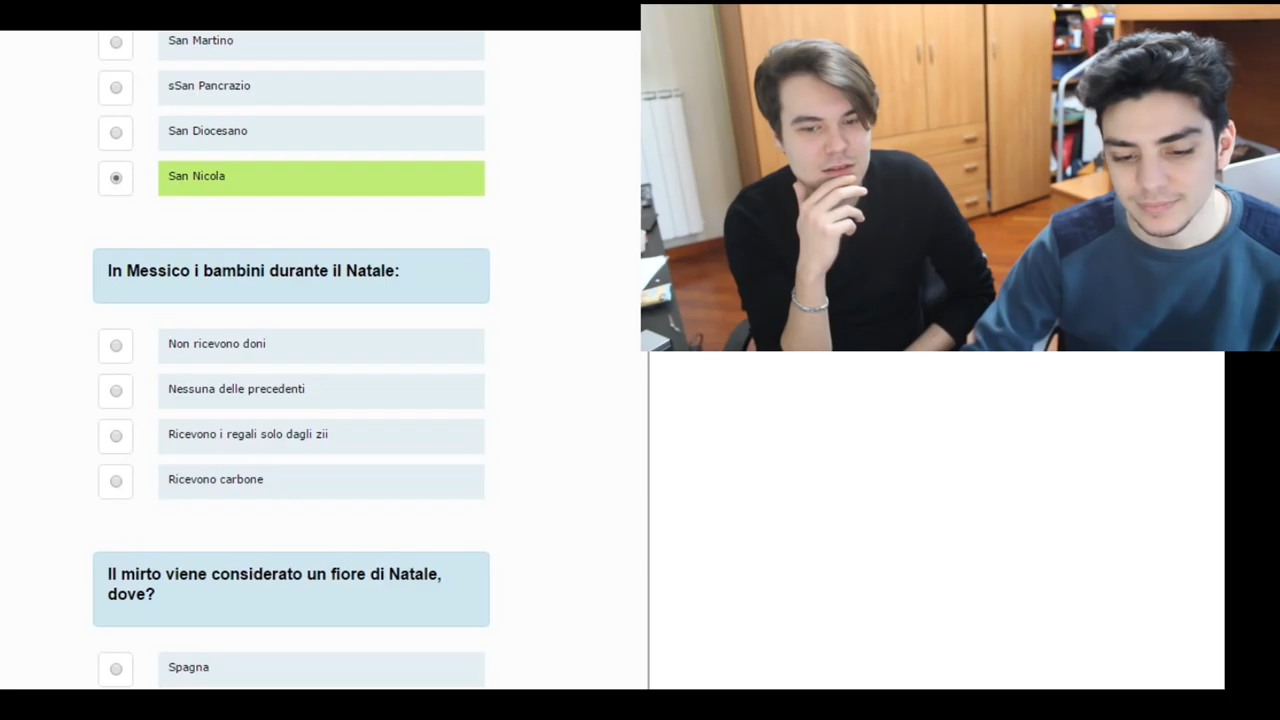 San Martino
sSan Pancrazio
San Diocesano
San Nicola
In Messico i bambini durante il Natale:
Non ricevono doni
Nessuna delle precedenti
Ricevono i regali solo dagli zii
Ricevono carbone
Il mirto viene considerato un fiore di Natale,
dove?
Spagna